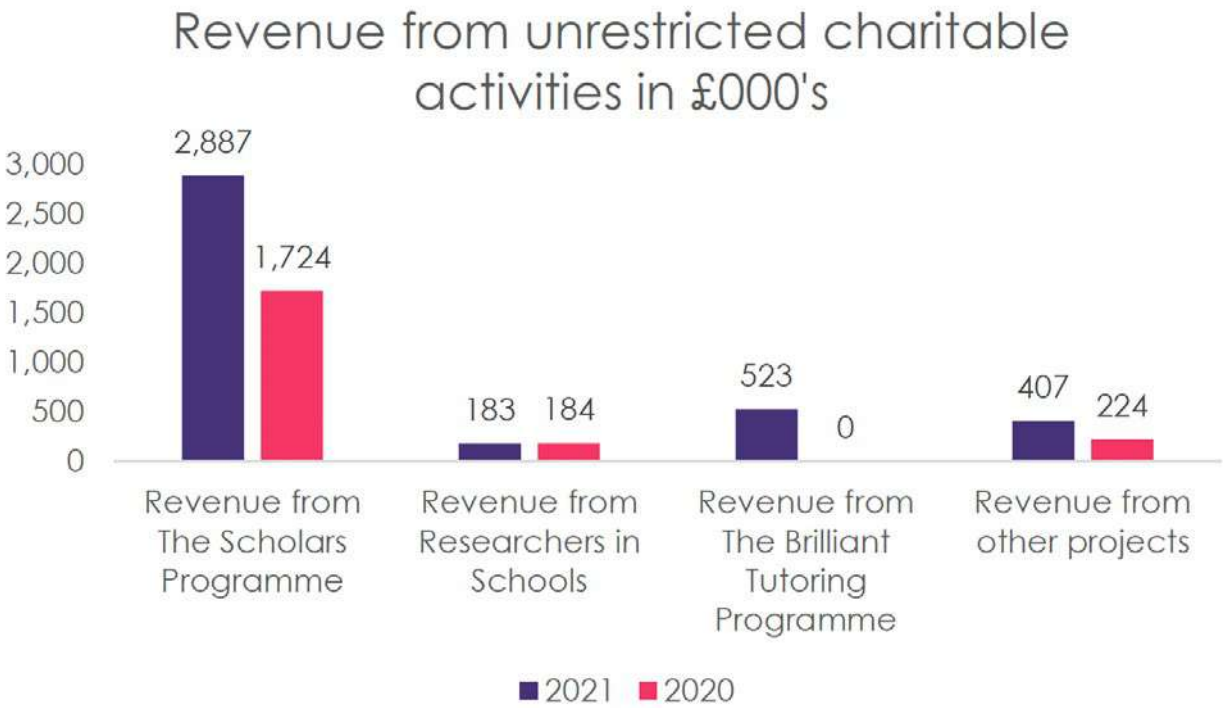 Revenue from unrestricted charitable
activities in £000's
3,000
2,500
2,000
1,500
1,000
500
0
2,887
1,724
183
184
523
0
407
224
Revenue from
The Scholars
Programme
Revenue from
Researchers in
Schools
Revenue from
The Brilliant
Tutoring
Programme
Revenue from
other projects
2021
2020